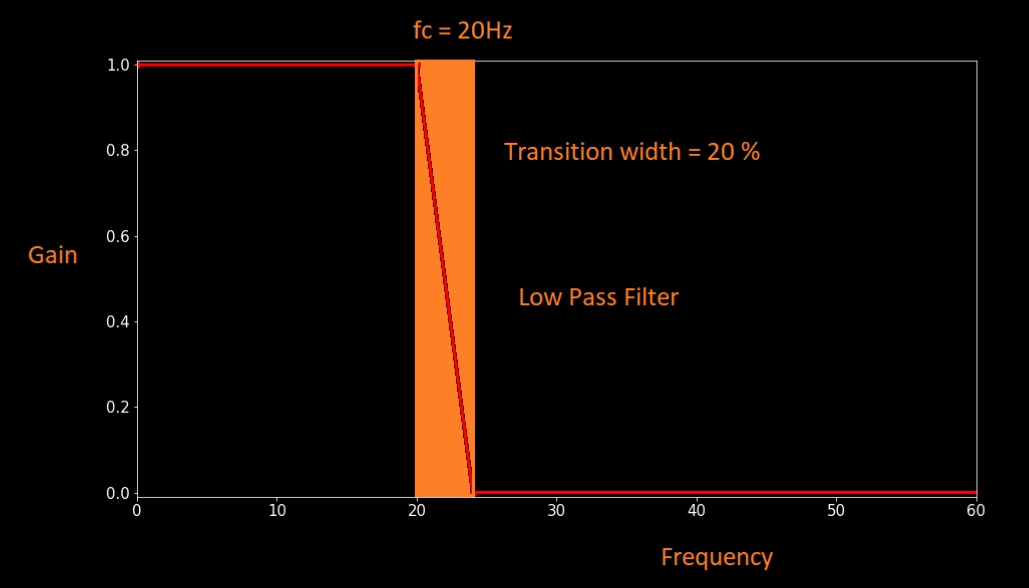 fc = 20Hz
1.0
0.8
Transition width = 20 %
0.6
Gain
Low Pass Filter
0.4
0.2
0.0
0 10 20 30 40 50 60
Frequency